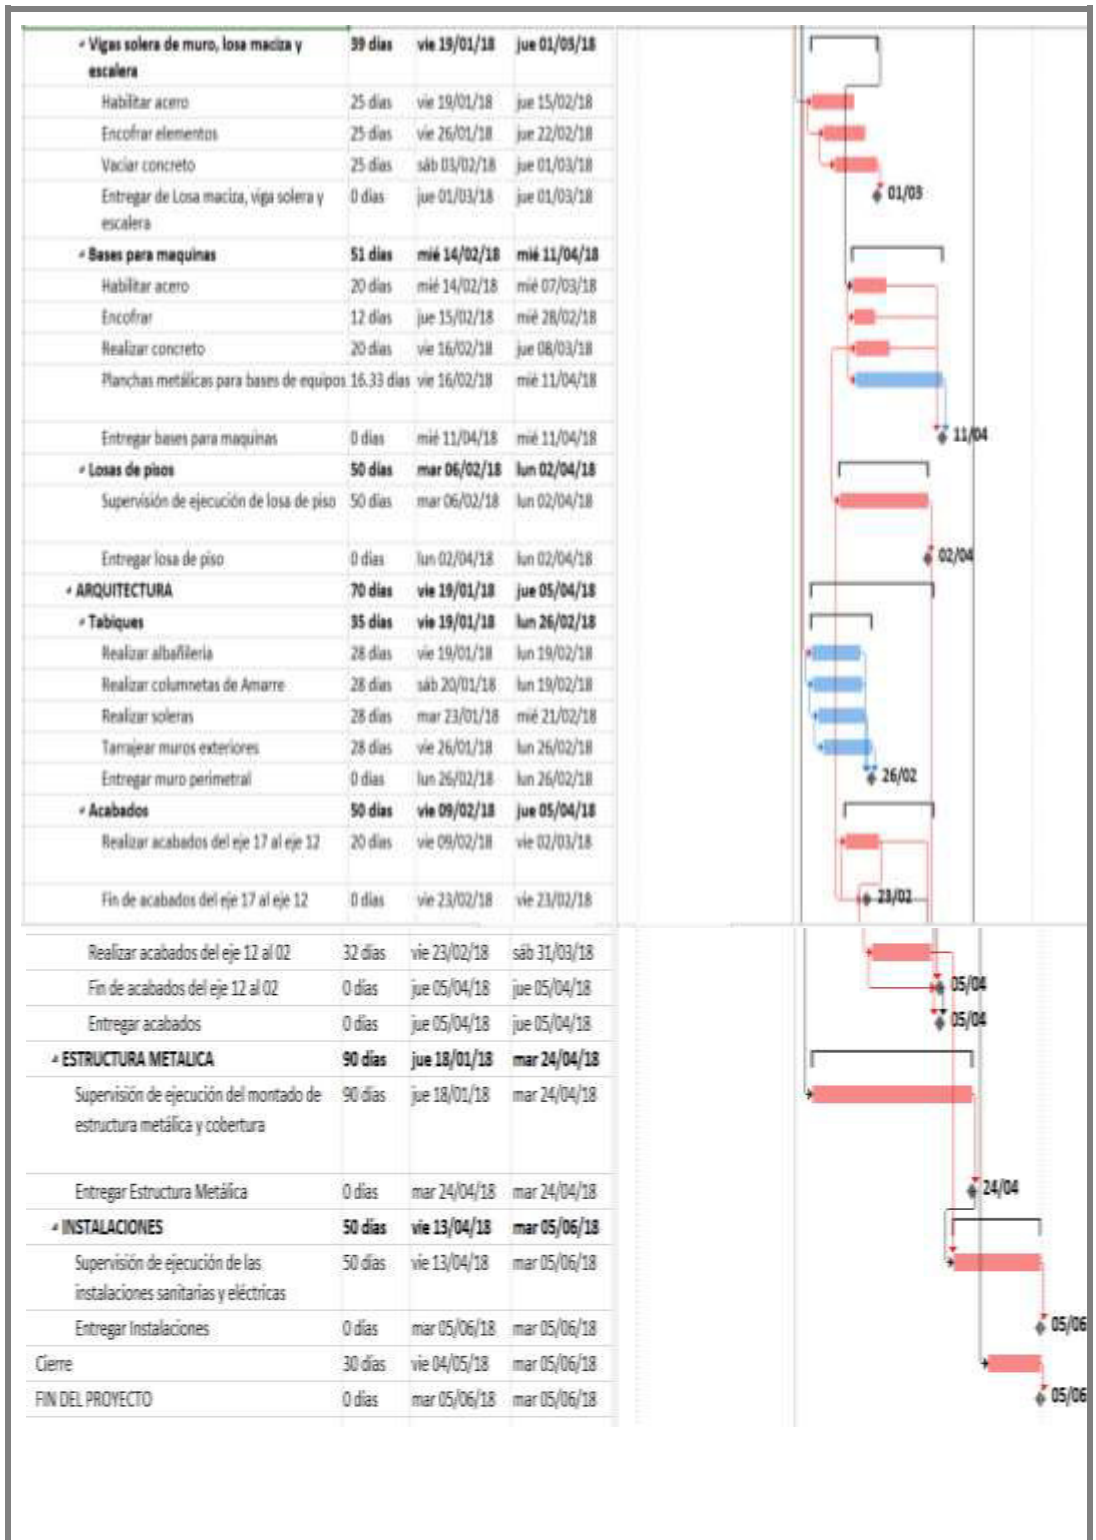 Vigas solera de muro, losa maciza y 39 días vie 19/01/18 jue 01/03/18
escalera
Habilitar acero 25 días vie 19/01/18 jue 15/02/18
Encofrar elementos 25 días vie 26/01/18 jue 22/02/18
Vaciar concreto 25 días sáb 03/02/18 jue 01/03/18
Entregar de Losa maciza, viga solera y 0 días jue 01/03/18 jue 01/03/18 01/03
escalera
Bases para maquinas 51 días mié 14/02/18 mié 11/04/18
Habilitar acero 20 días mié 14/02/18 mié 07/03/18
Encofrar 12 días jue 15/02/18 mié 28/02/18
Realizar concreto 20 días vie 16/02/18 jue 08/03/18
Planchas metálicas para bases de equipos 16.33 días vie 16/02/18 mié 11/04/18
Entregar bases para maquinas 0 días mié 11/04/18 mié 11/04/18 11/04
Losas de pisos 50 días mar 06/02/18 lun 02/04/18
Supervisión de ejecución de losa de piso 50 días mar 06/02/18 lun 02/04/18
Entregar losa de piso 0 días lun 02/04/18 lun 02/04/18 02/04
ARQUITECTURA 70 días vie 19/01/18 jue 05/04/18
Tabiques 35 días vie 19/01/18 lun 26/02/18
Realizar albañileria 28 días vie 19/01/18 lun 19/02/18
Realizar columnetas de Amarre 28 días sáb 20/01/18 lun 19/02/18
Realizar soleras 28 días mar 23/01/18 mié 21/02/18
Tarrajear muros exteriores 28 días vie 26/01/18 lun 26/02/18
Entregar muro perimetral 0 días lun 26/02/18 lun 26/02/18 26/02
Acabados 50 días vie 09/02/18 jue 05/04/18
Realizar acabados del eje 17 al eje 12 20 días vie 09/02/18 vie 02/03/18
Fin de acabados del eje 17 al eje 12 0 días vie 23/02/18 vie 23/02/18 23/02
Realizar acabados del eje 12 al 02 32 días vie 23/02/18 sáb 31/03/18
Fin de acabados del eje 12 al 02 0 días jue 05/04/18 jue 05/04/18 05/04
Entregar acabados 0 días jue 05/04/18 jue 05/04/18 05/04
ESTRUCTURA METALICA 90 días jue 18/01/18 mar 24/04/18
Supervisión de ejecución del montado de 90 días jue 18/01/18 mar 24/04/18
estructura metálica y cobertura
Entregar Estructura Metálica 0 días mar 24/04/18 mar 24/04/18 24/04
INSTALACIONES 50 días vie 13/04/18 mar 05/06/18
Supervisión de ejecución de las 50 días vie 13/04/18 mar 05/06/18
instalaciones sanitarias y eléctricas
Entregar Instalaciones 0 días mar 05/06/18 mar 05/06/18 05/06
Cierre 30 días vie 04/05/18 mar 05/06/18
FIN DEL PROYECTO 0 días mar 05/06/18 mar 05/06/18 05/06